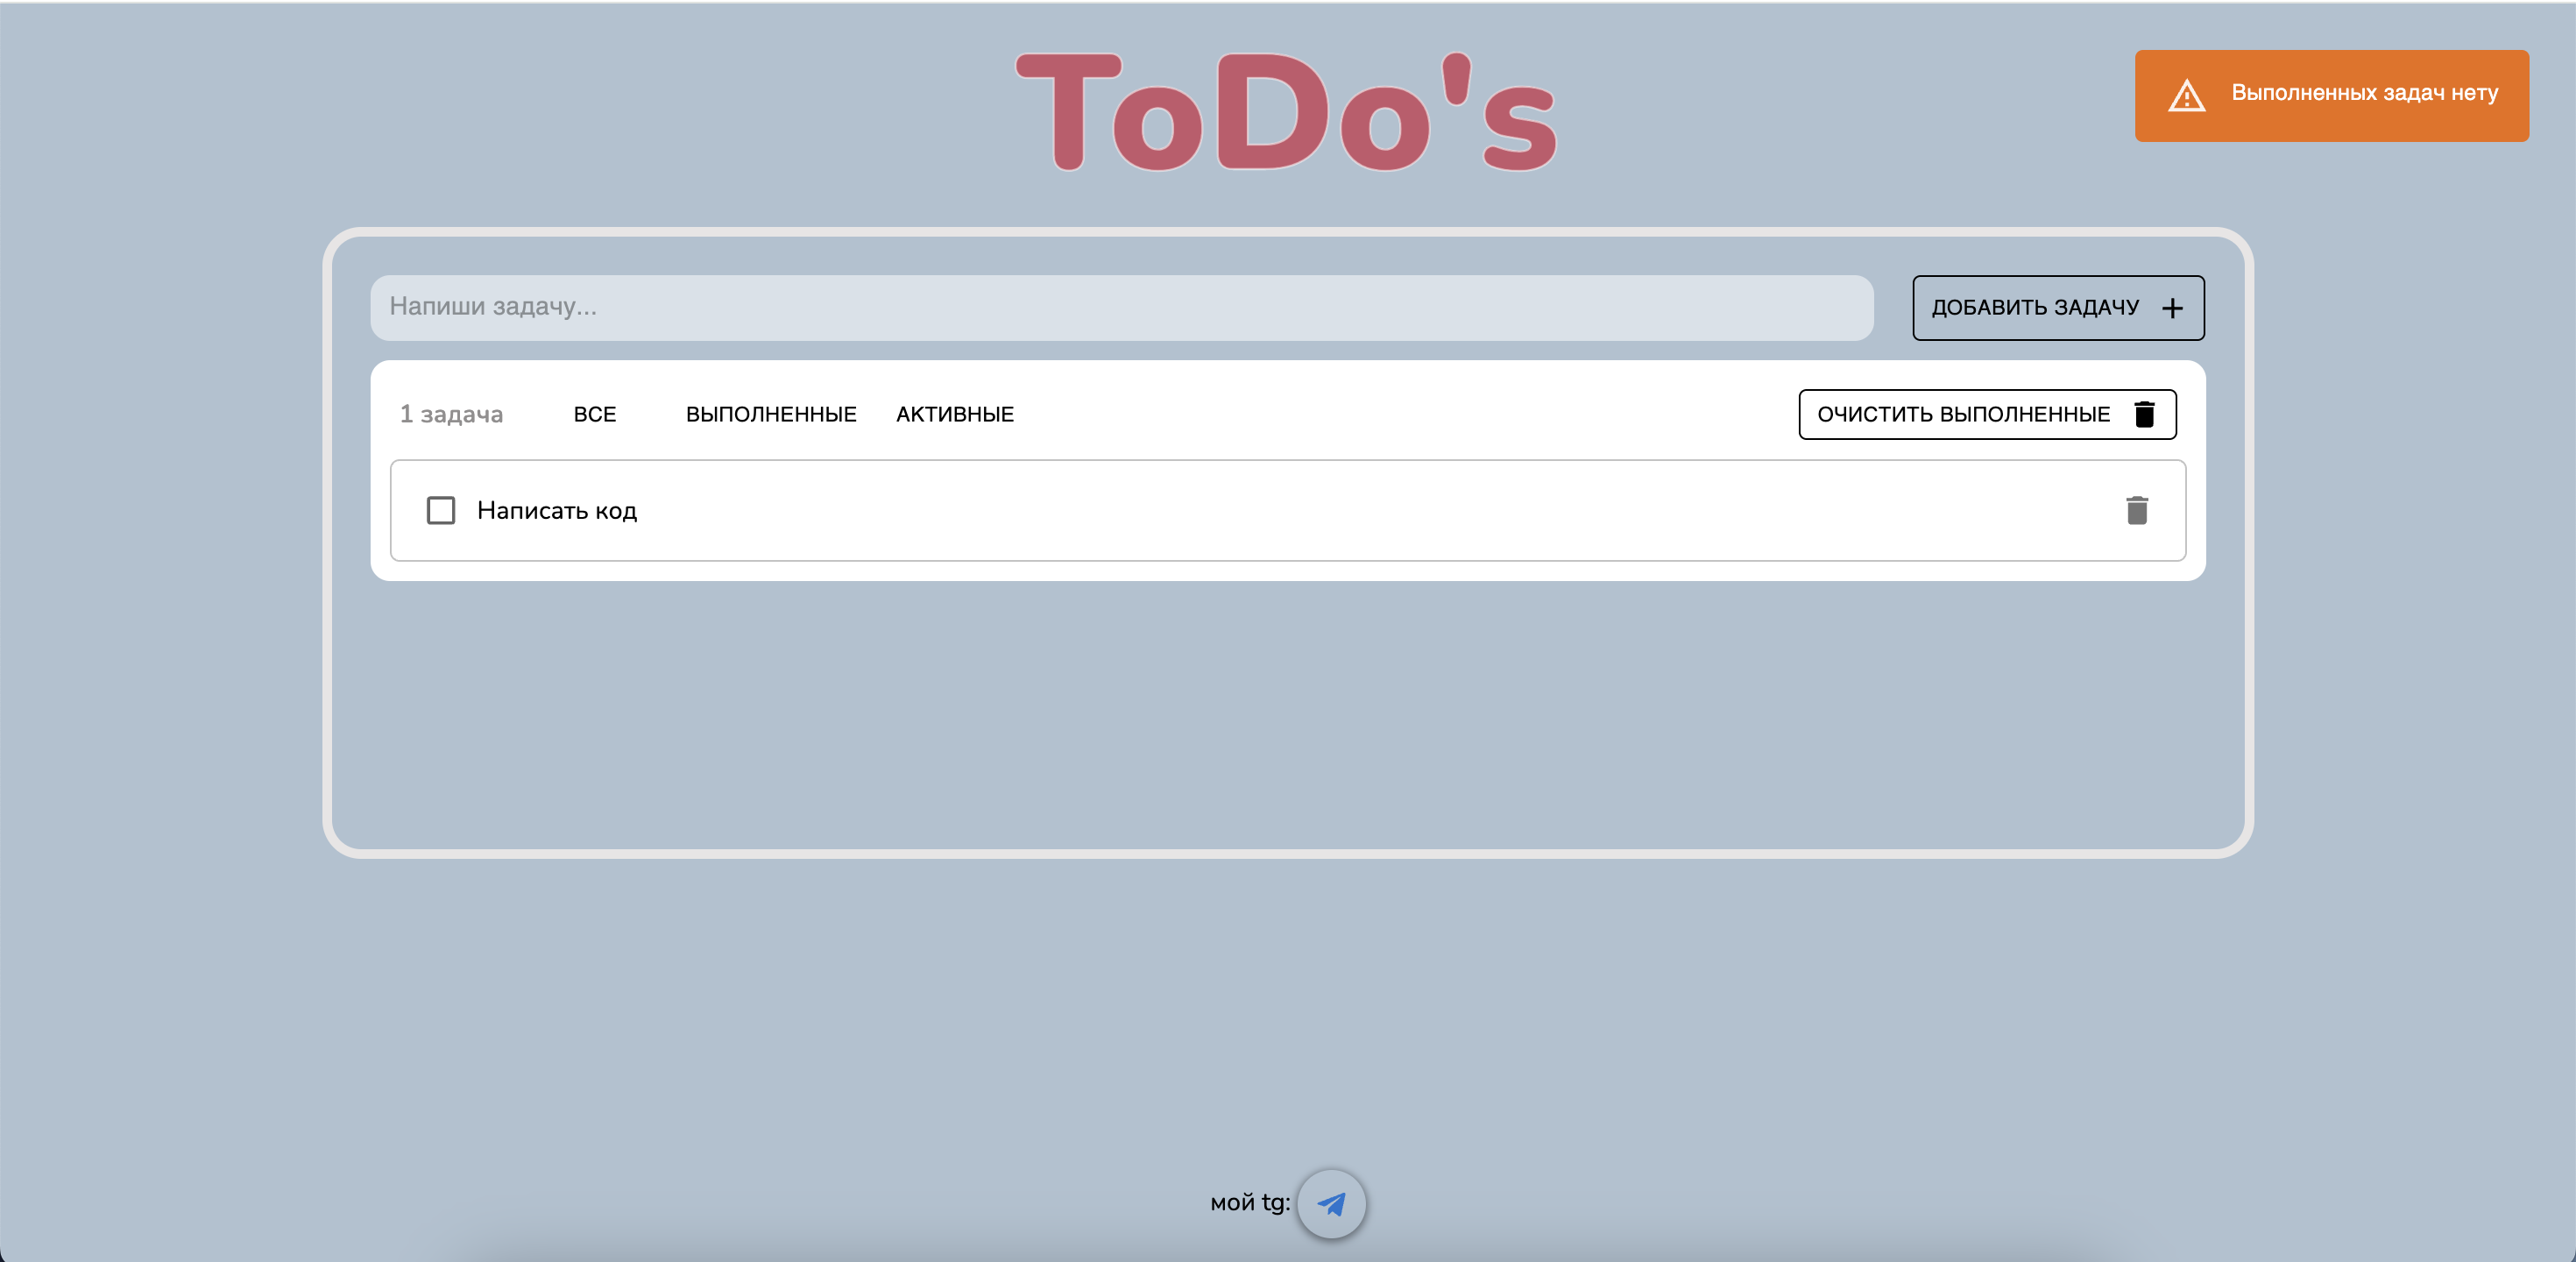 ToDo's
Выполненных задач нету
Напиши задачу...
ДОБАВИТЬ ЗАДАЧУ
1 задача
ВСЕ
ВЫПОЛНЕННЫЕ
АКТИВНЫЕ
ОЧИСТИТЬ ВЫПОЛНЕННЫЕ
Написать код
мой tg: